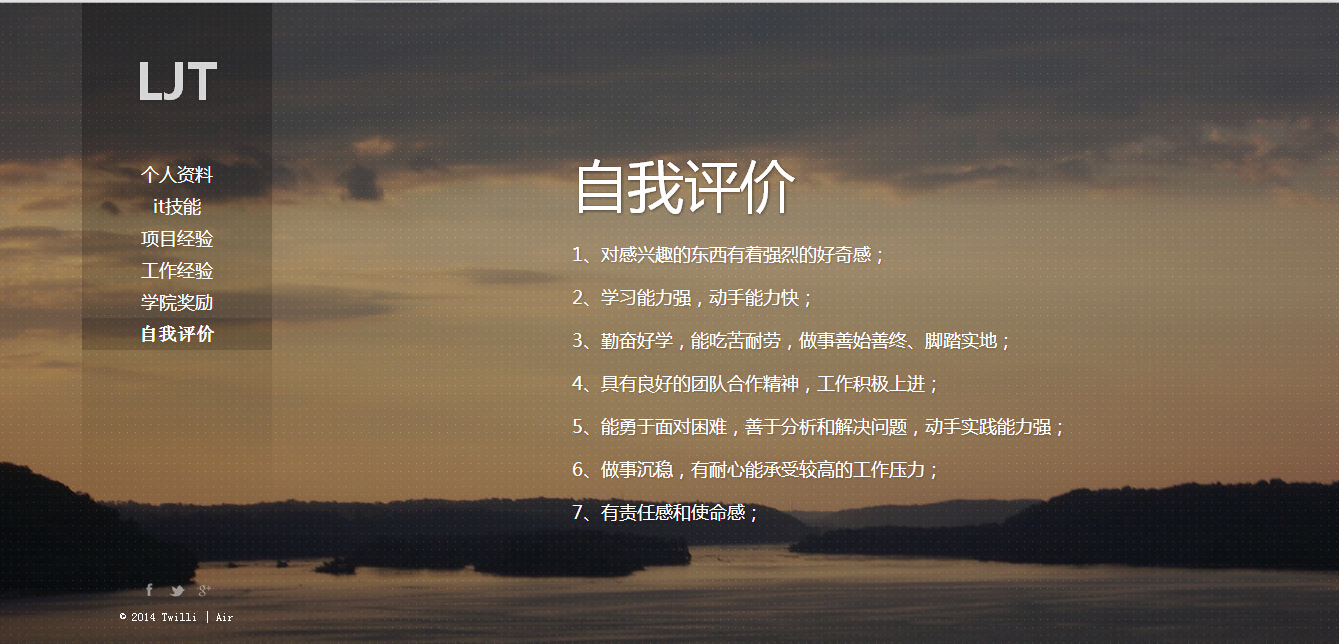 LJT
个人资料
it技能
项目经验
工作经验
学院奖励
自我评价
自我评价
1、对感兴趣的东西有着强烈的好奇感；
2、学习能力强，动手能力快；
3、勤奋好学，能吃苦耐劳，做事善始善终、脚踏实地；
4、具有良好的团队合作精神，工作积极上进；
5、能勇于面对困难，善于分析和解决问题，动手实践能力强；
6、做事沉稳，有耐心能承受较高的工作压力；
7、有责任感和使命感；
© 2014 Twilli | Air